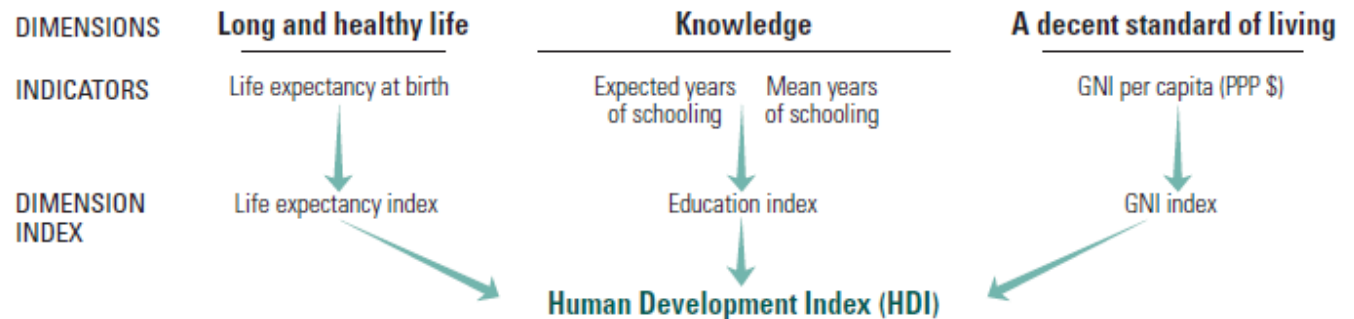 DIMENSIONS Long and healthy life Knowledge A decent standard of living
INDICATORS Life expectancy at birth Expected years of schooling Mean years of schooling GNI per capita (PPP $)
DIMENSION INDEX Life expectancy index Education index GNI index
Human Development Index (HDI)